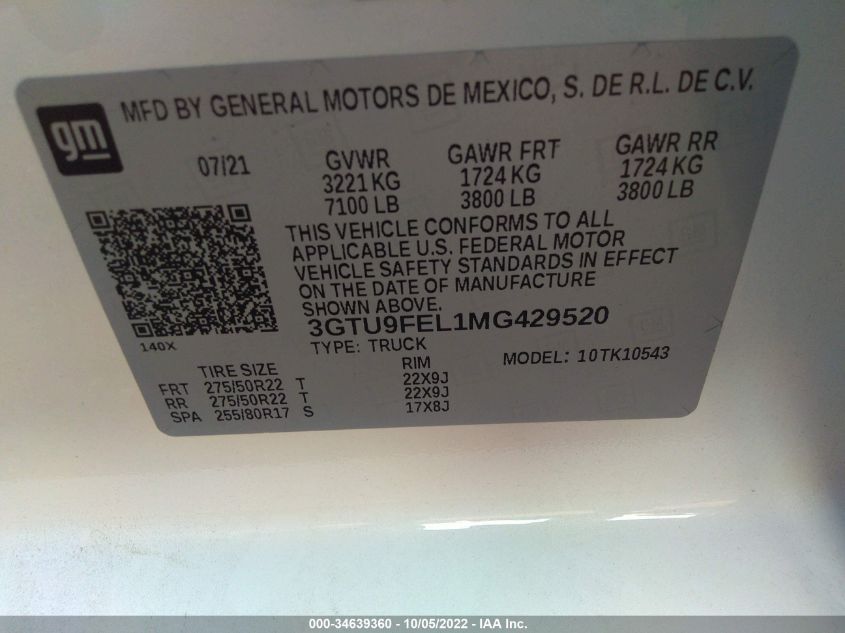 gm
MFD BY GENERAL MOTORS DE MEXICO, S. DE R.L. DE C.V.
07/21 GVWR GAWR FRT GAWR RR
3221 KG 1724 KG 1724 KG
7100 LB 3800 LB 3800 LB
THIS VEHICLE CONFORMS TO ALL
APPLICABLE U.S. FEDERAL MOTOR
VEHICLE SAFETY STANDARDS IN EFFECT
ON THE DATE OF MANUFACTURE
SHOWN ABOVE.
140X
3GTU9FEL1MG429520
TYPE: TRUCK MODEL: 10TK10543
TIRE SIZE RIM
FRT 275/50R22 T 22X9J
RR 275/50R22 T 22X9J
SPA 255/80R17 S 17X8J
000-34639360 - 10/05/2022 - IAA Inc.